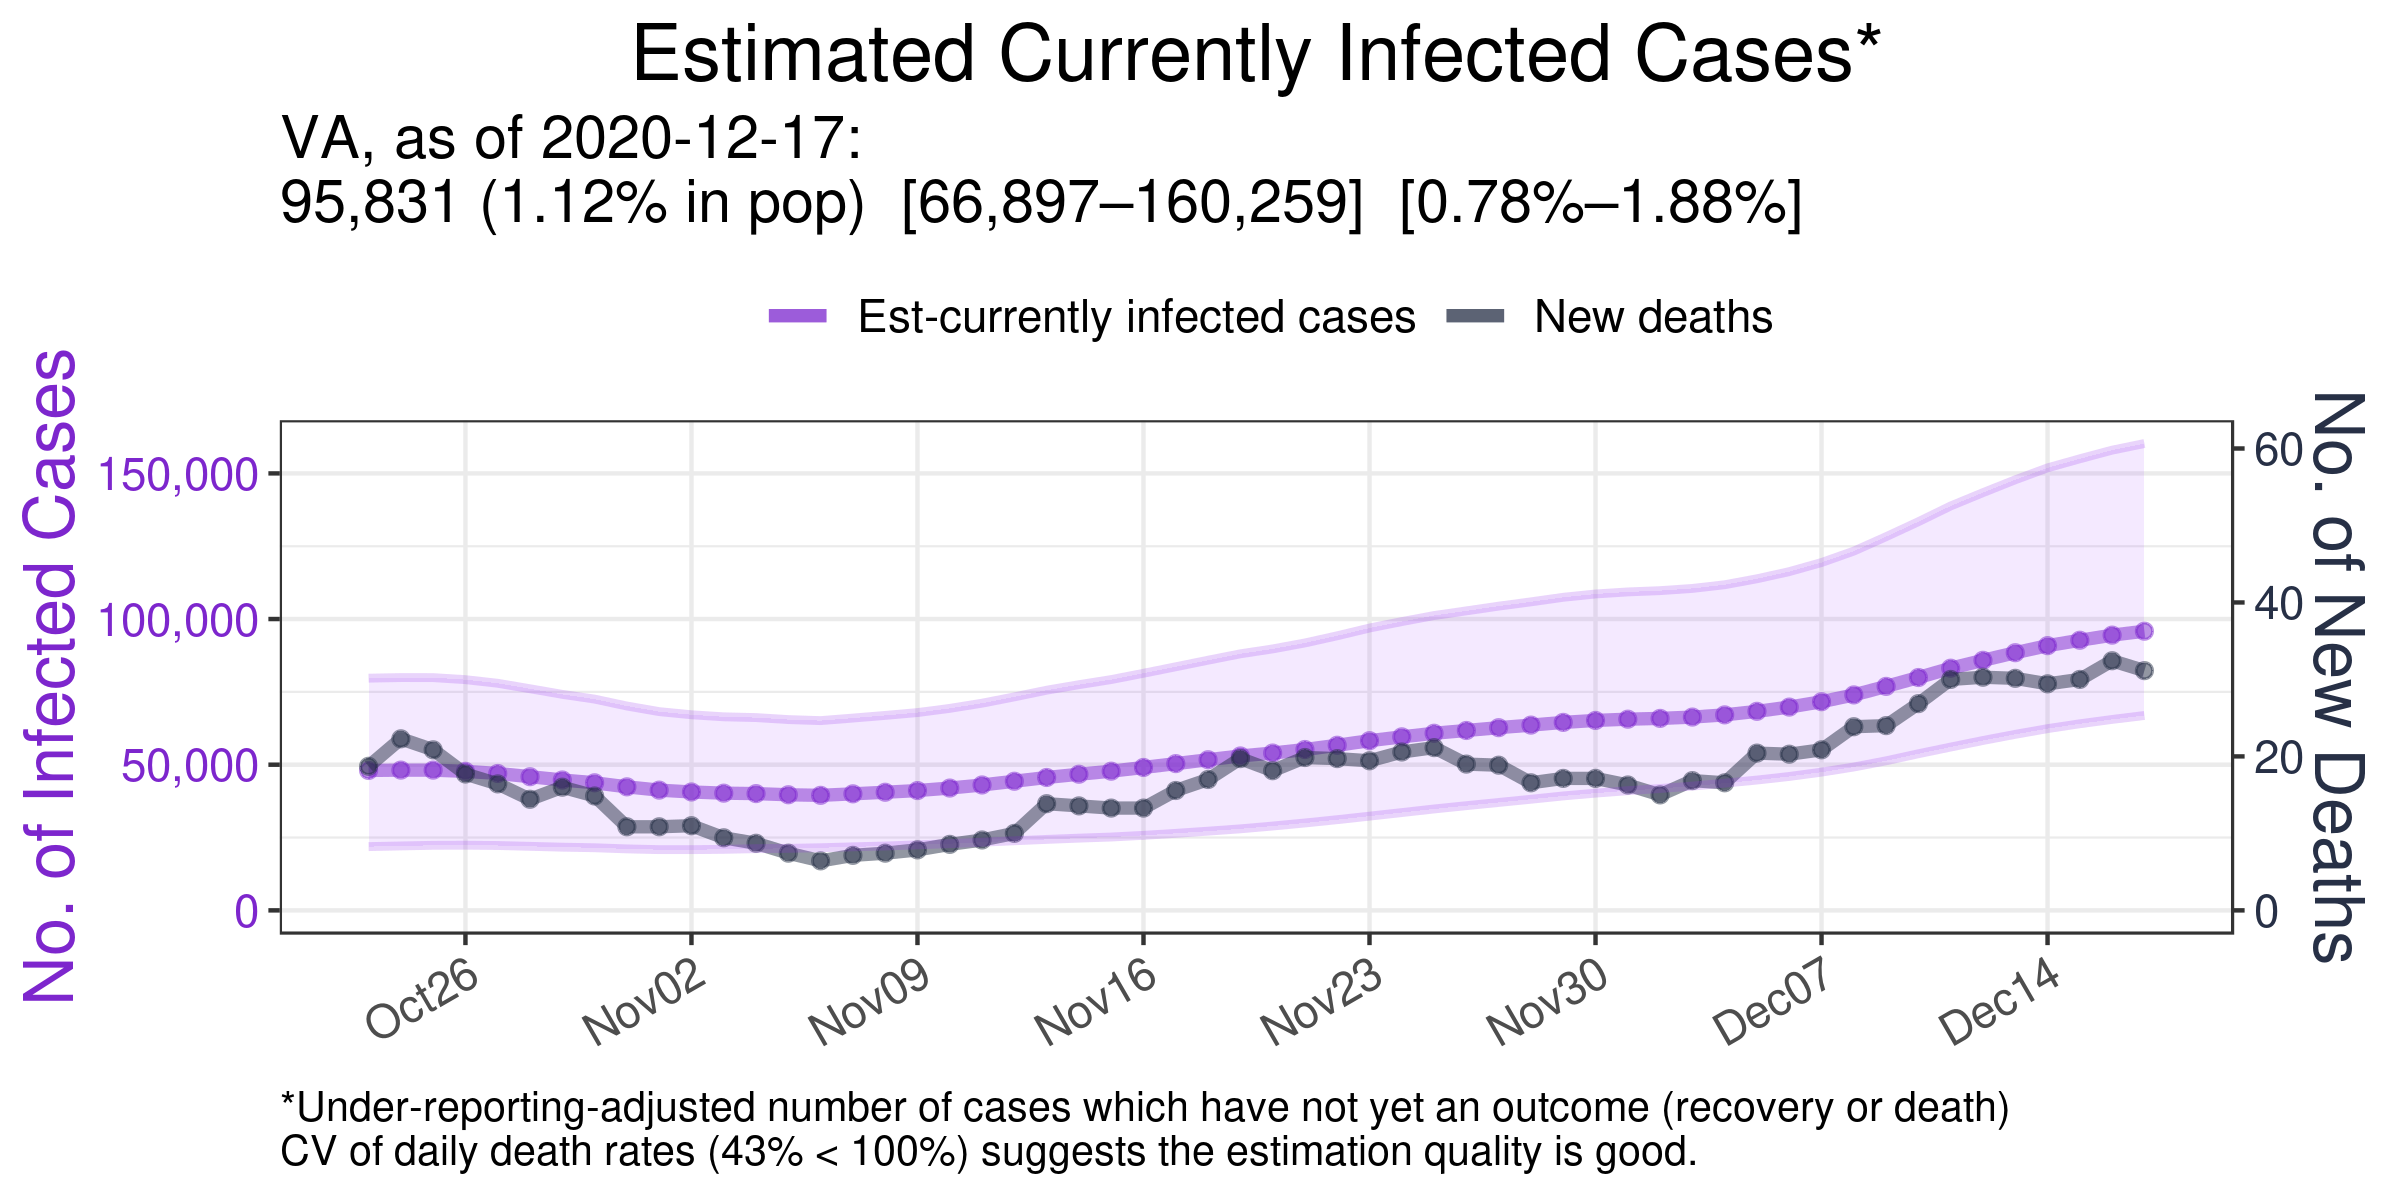 Estimated Currently Infected Cases*
VA, as of 2020-12-17:
95,831 (1.12% in pop)  [66,897–160,259]  [0.78%–1.88%]
Est-currently infected cases
New deaths
No. of Infected Cases
150,000
100,000
50,000
0
60
40
20
0
No. of New Deaths
Oct26
Nov02
Nov09
Nov16
Nov23
Nov30
Dec07
Dec14
*Under-reporting-adjusted number of cases which have not yet an outcome (recovery or death)
CV of daily death rates (43% < 100%) suggests the estimation quality is good.